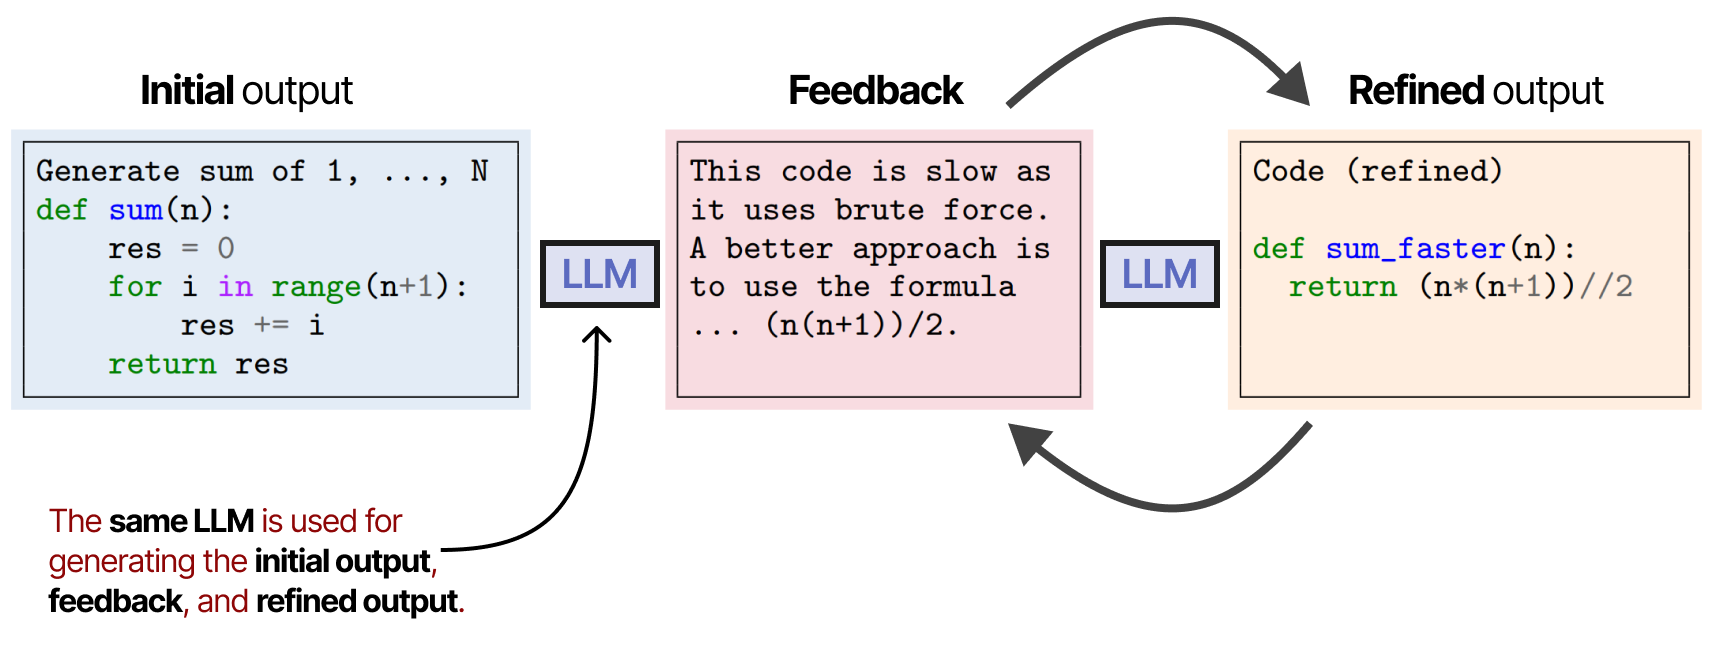 Initial output
Generate sum of 1, ..., N
def sum(n):
    res = 0
    for i in range(n+1):
        res += i
    return res
LLM
Feedback
This code is slow as
it uses brute force.
A better approach is
to use the formula
... (n(n+1))/2.
LLM
Refined output
Code (refined)
def sum_faster(n):
  return (n*(n+1))//2
The same LLM is used for
generating the initial output,
feedback, and refined output.